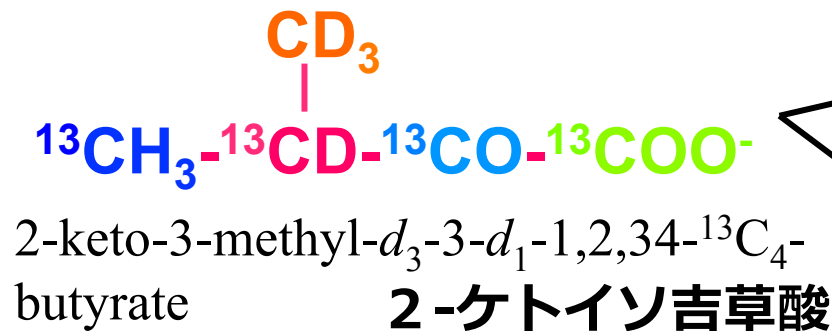 CD₃
¹³CH₃-¹³CD-¹³CO-¹³COO⁻
2-keto-3-methyl-d₃-3-d₁-1,2,34-¹³C₄-
butyrate 2-ケトイソ吉草酸